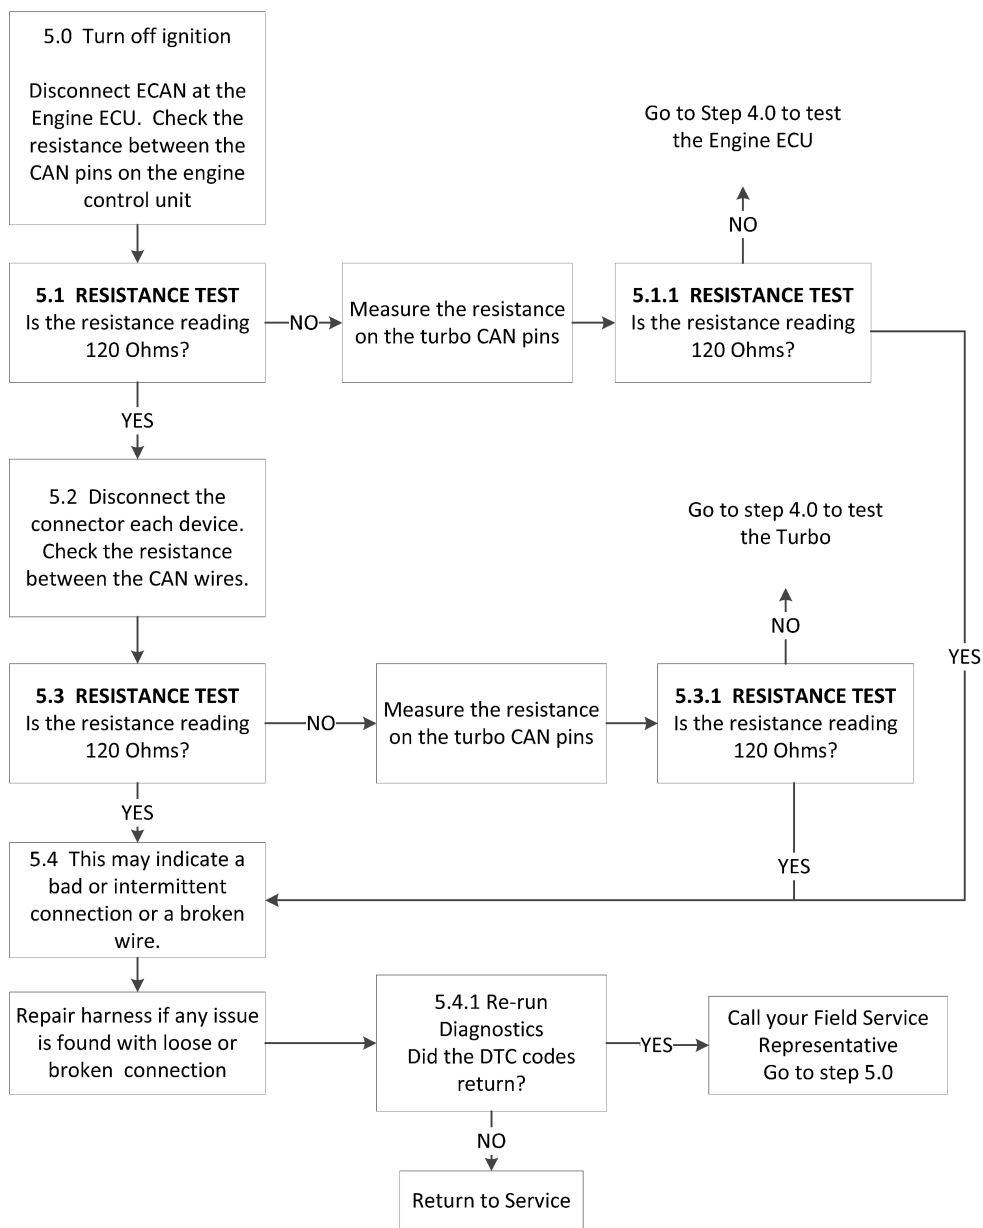 5.0 Turn off ignition
Disconnect ECAN at the
Engine ECU. Check the
resistance between the
CAN pins on the engine
control unit
Go to Step 4.0 to test
the Engine ECU
NO
5.1 RESISTANCE TEST
Is the resistance reading
120 Ohms?
NO
Measure the resistance
on the turbo CAN pins
5.1.1 RESISTANCE TEST
Is the resistance reading
120 Ohms?
YES
YES
5.2 Disconnect the
connector each device.
Check the resistance
between the CAN wires.
Go to step 4.0 to test
the Turbo
NO
5.3 RESISTANCE TEST
Is the resistance reading
120 Ohms?
NO
Measure the resistance
on the turbo CAN pins
5.3.1 RESISTANCE TEST
Is the resistance reading
120 Ohms?
YES
YES
5.4 This may indicate a
bad or intermittent
connection or a broken
wire.
Repair harness if any issue
is found with loose or
broken connection
5.4.1 Re-run
Diagnostics
Did the DTC codes
return?
YES
Call your Field Service
Representative
Go to step 5.0
NO
Return to Service